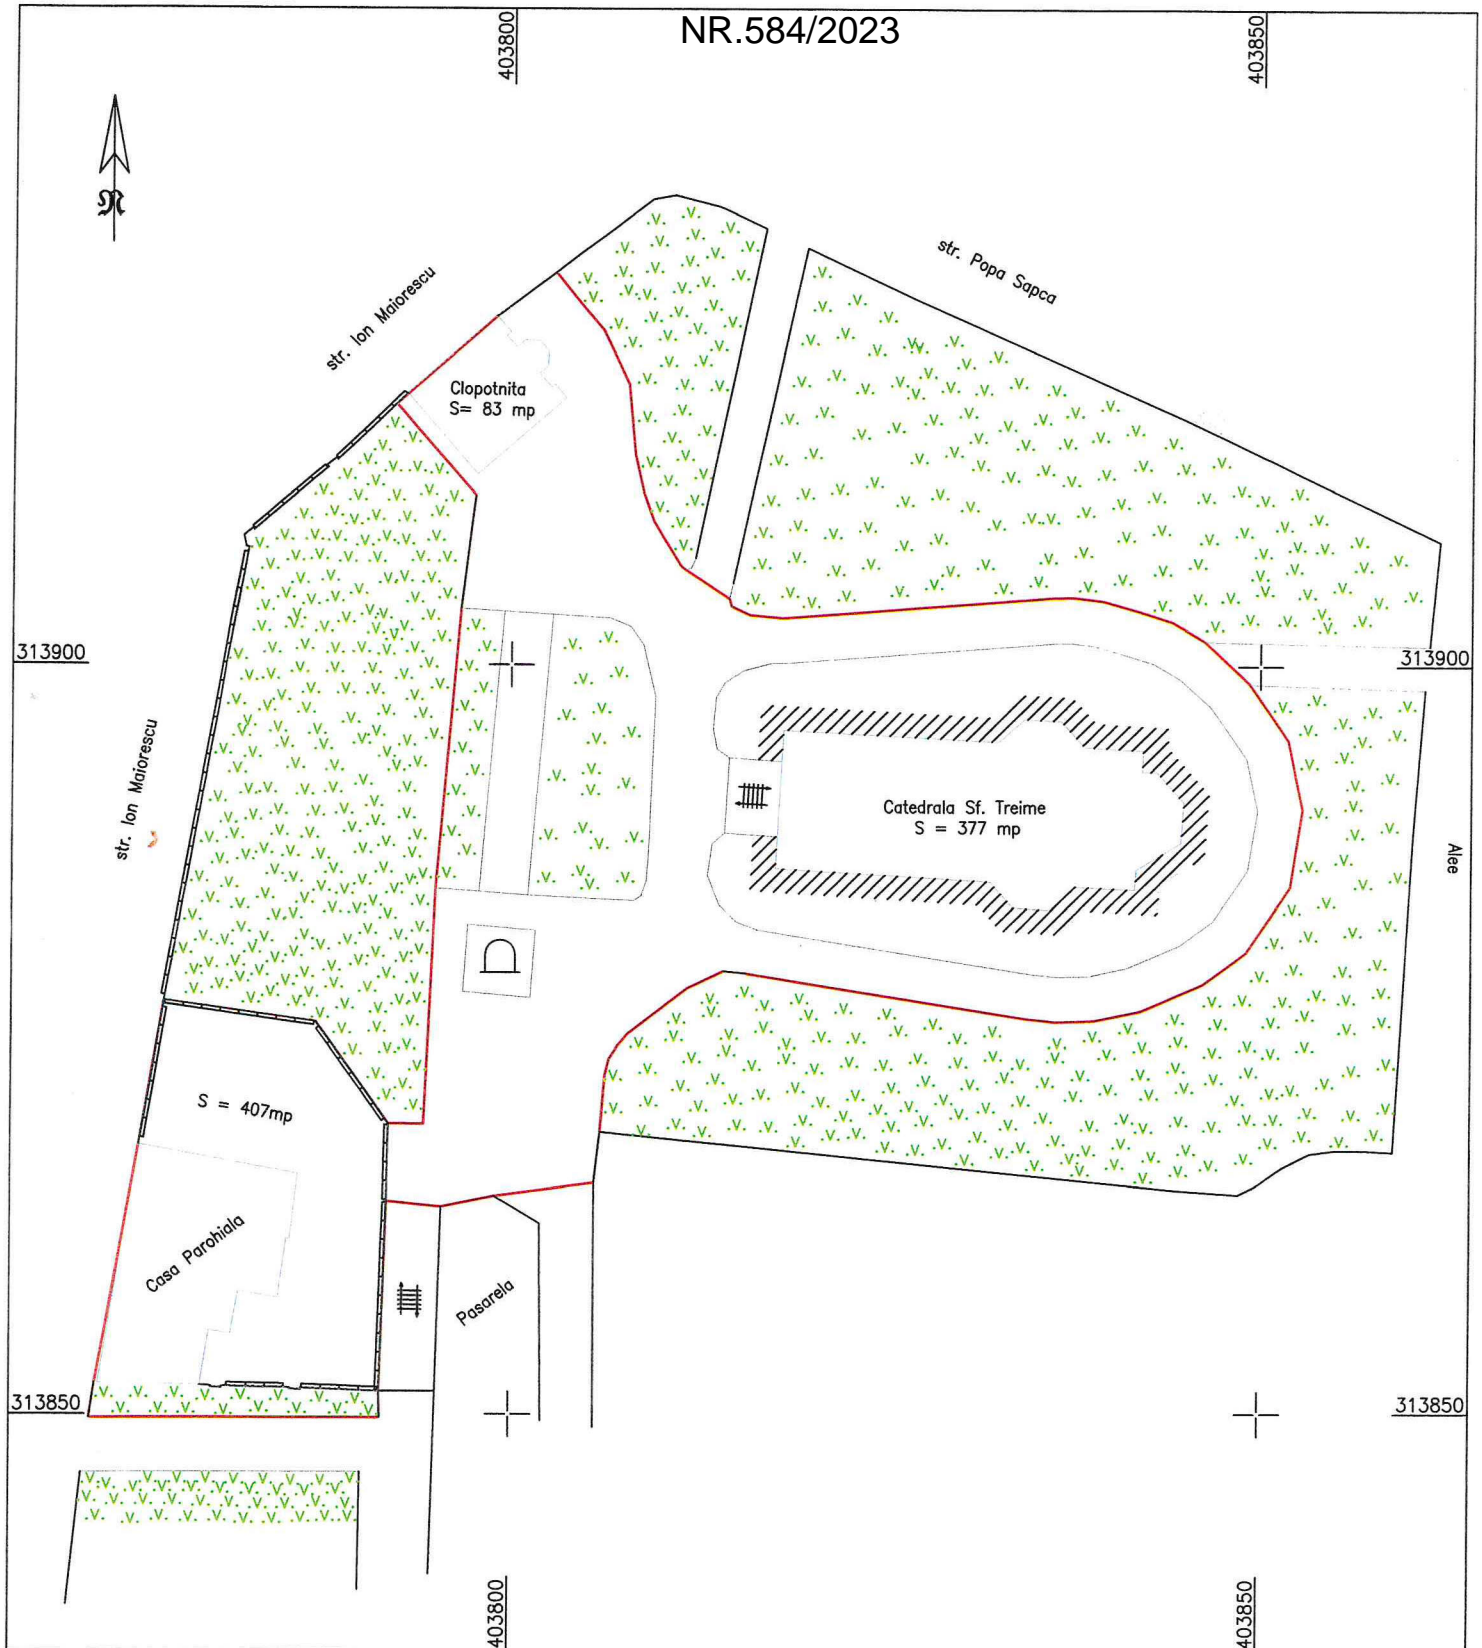 NR.584/2023
403800
403850
N
str. Popa Sapca
str. Ion Maiorescu
Clopotnita
S= 83 mp
313900
313900
str. Ion Maiorescu
Catedrala Sf. Treime
S = 377 mp
Alee
S = 407mp
Casa Parohiala
Pasarela
313850
313850
403800
403850